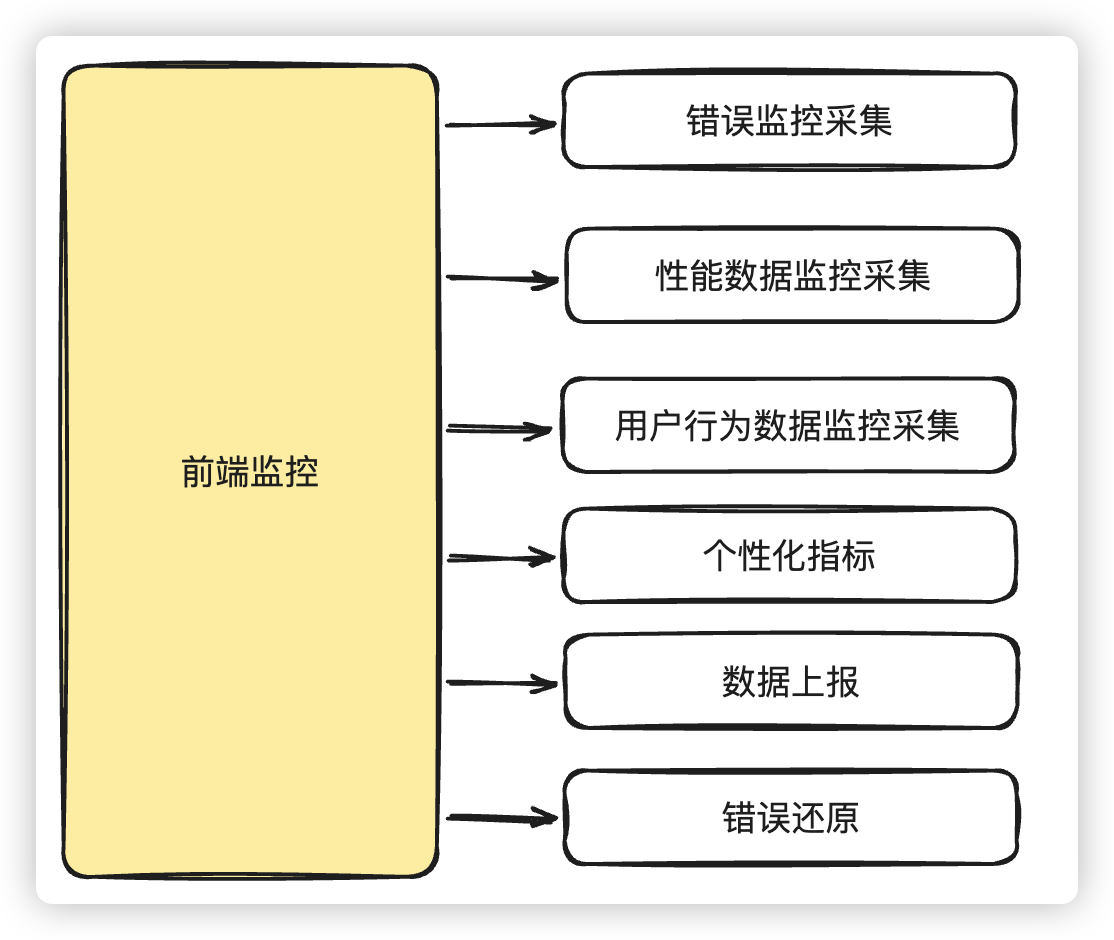 前端监控
错误监控采集
性能数据监控采集
用户行为数据监控采集
个性化指标
数据上报
错误还原